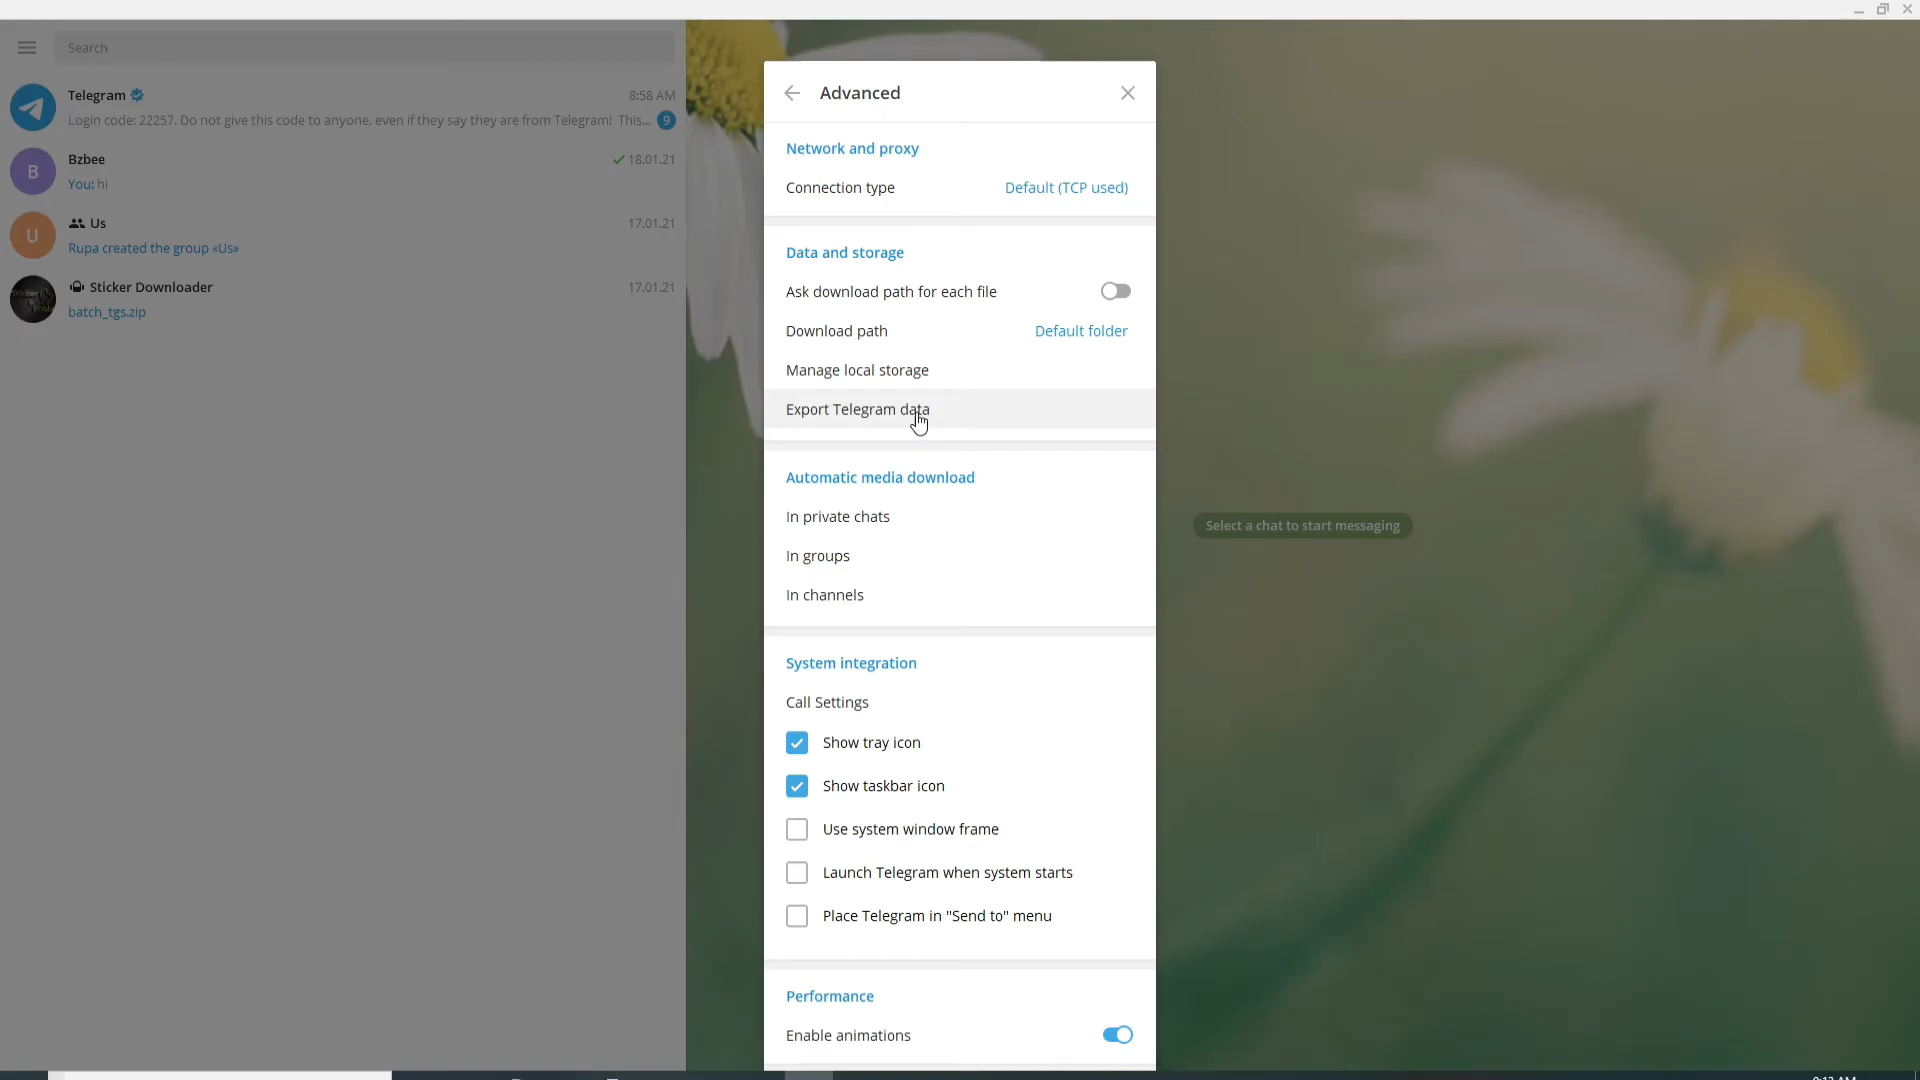 Search
Telegram
8:58 AM
Login code: 22257. Do not give this code to anyone, even if they say they are from Telegram! This...
9
B
Bzbee
18.01.21
You: hi
U
Us
17.01.21
Rupa created the group «Us»
Sticker Downloader
17.01.21
batch_tgs.zip
Advanced
Network and proxy
Connection type
Default (TCP used)
Data and storage
Ask download path for each file
Download path
Default folder
Manage local storage
Export Telegram data
Automatic media download
In private chats
In groups
In channels
System integration
Call Settings
Show tray icon
Show taskbar icon
Use system window frame
Launch Telegram when system starts
Place Telegram in "Send to" menu
Performance
Enable animations
Select a chat to start messaging